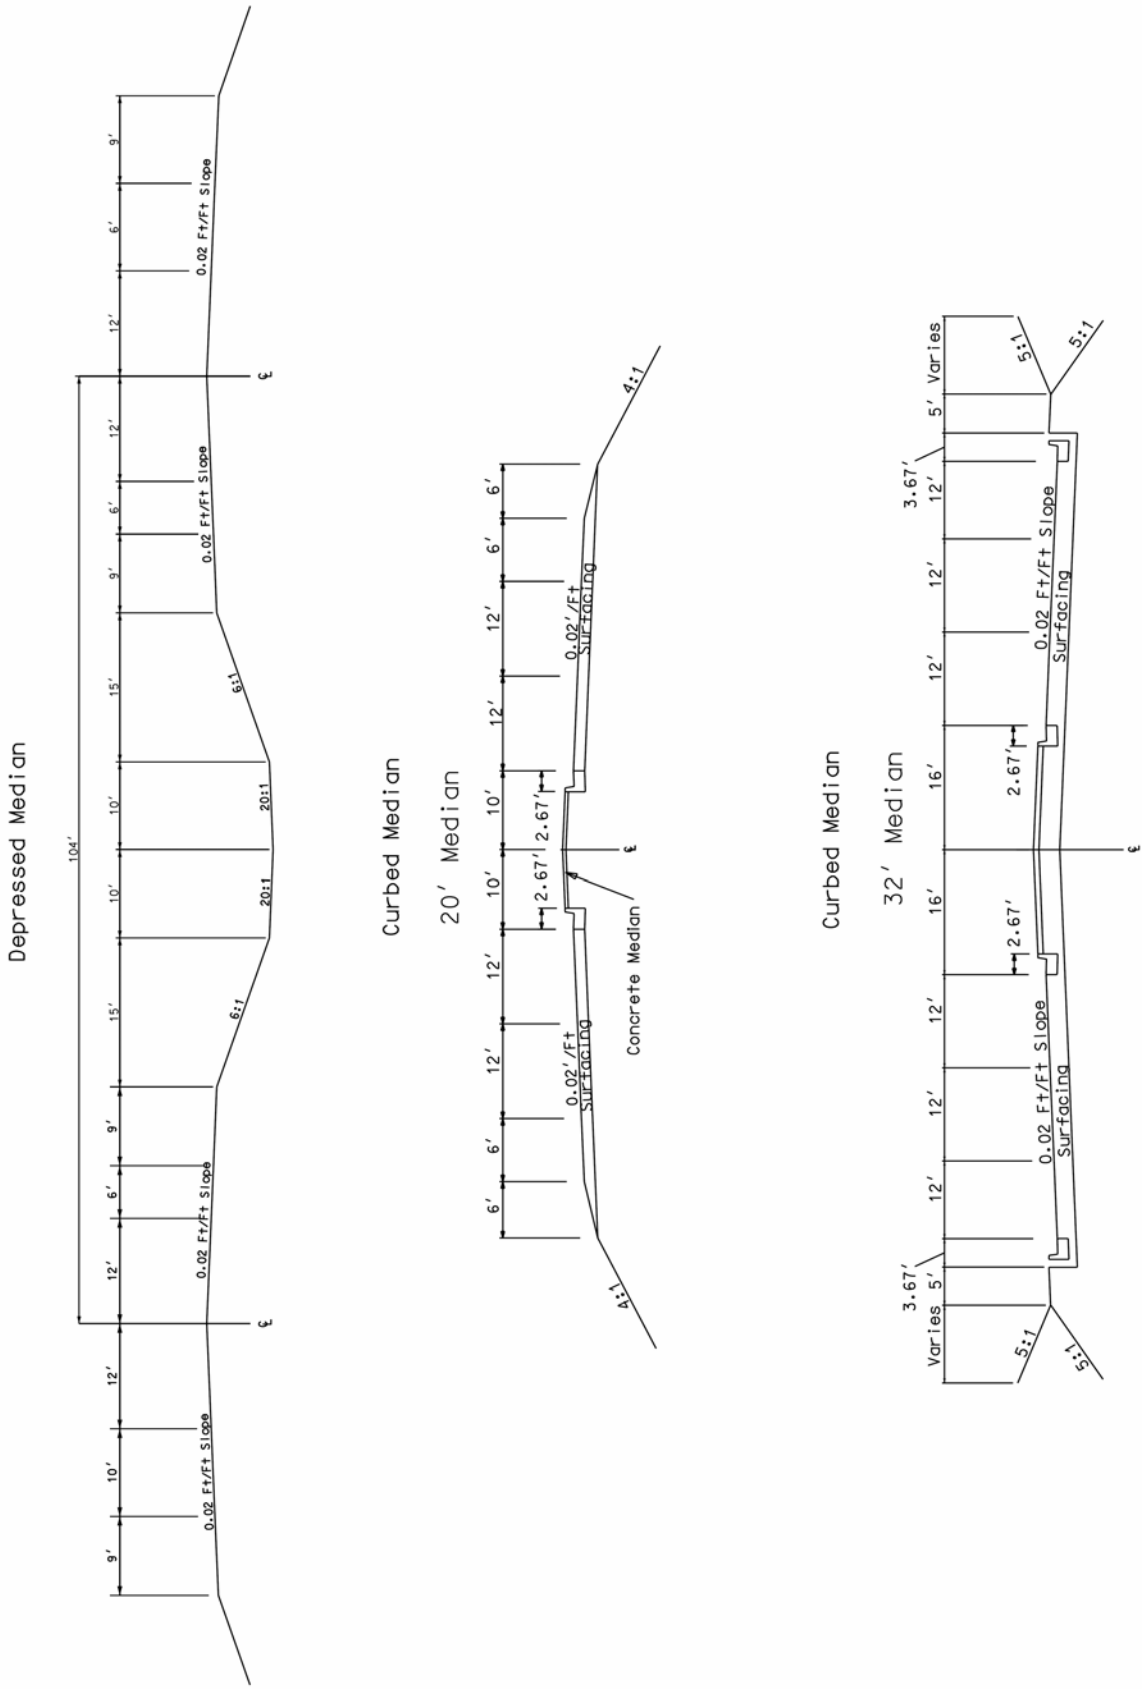 Depressed Median
104'
9' 10' 12' 12' 6' 9' 15' 10' 10' 15' 9' 6' 12' 12' 6' 9'
0.02 Ft/Ft Slope 0.02 Ft/Ft Slope 0.02 Ft/Ft Slope 0.02 Ft/Ft Slope
6:1 6:1
20:1 20:1
℄ ℄
Curbed Median
20' Median
6' 6' 12' 12' 10' 10' 12' 12' 6' 6'
2.67' 2.67'
0.02'/Ft 0.02'/Ft
Surfacing Surfacing
4:1 ℄ 4:1
Concrete Median
Curbed Median
32' Median
3.67' 3.67'
Varies 5' 12' 12' 12' 16' 16' 12' 12' 12' 5' Varies
2.67' 2.67'
5:1 5:1
0.02 Ft/Ft Slope 0.02 Ft/Ft Slope
Surfacing Surfacing
5:1 5:1
℄